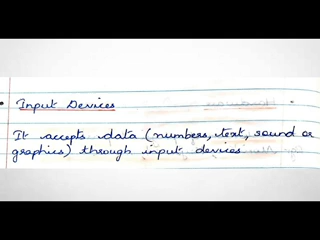 Input Devices
It accepts data (numbers, text, sound or
graphics) through input devices